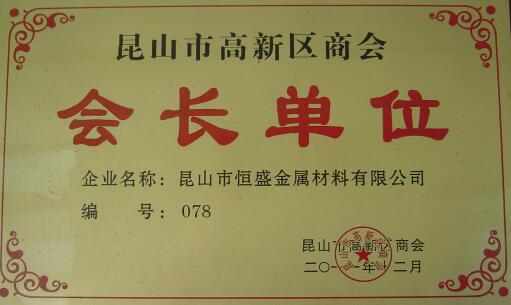 昆山市高新区商会
会长单位
企业名称：昆山市恒盛金属材料有限公司
编 号：078
昆山市高新区商会
二〇一一年十二月